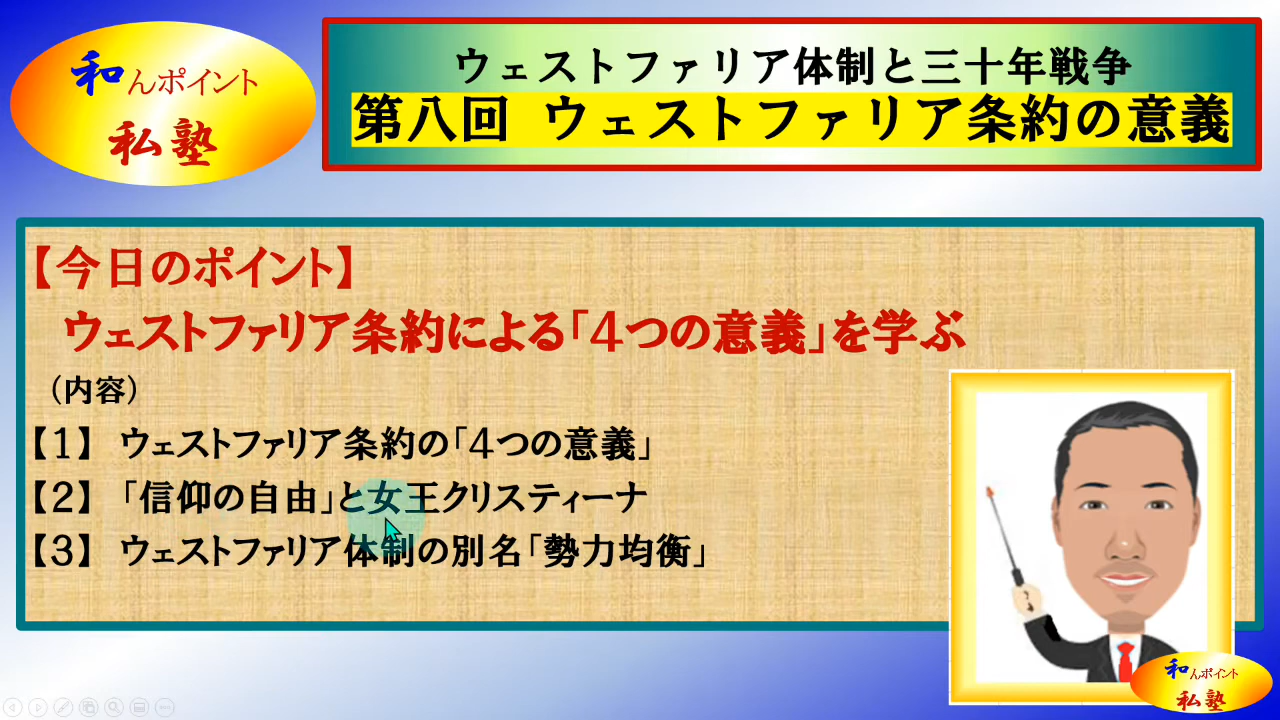 和んポイント
私塾
ウェストファリア体制と三十年戦争
第八回 ウェストファリア条約の意義
【今日のポイント】
ウェストファリア条約による「４つの意義」を学ぶ
（内容）
【１】 ウェストファリア条約の「４つの意義」
【２】 「信仰の自由」と女王クリスティーナ
【３】 ウェストファリア体制の別名「勢力均衡」
和んポイント
私塾